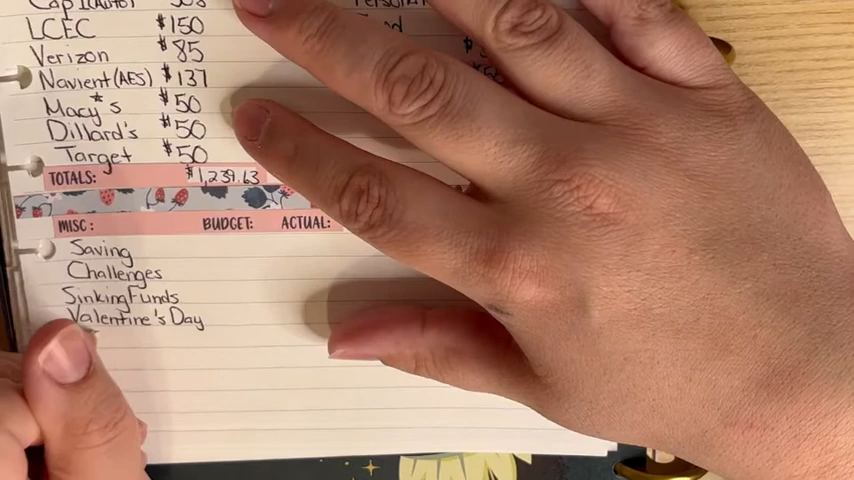 LCEC $150
Verizon $85
Navient (AES) $137
Macy's $50
Dillard's $50
Target $50
TOTALS: $1,239.63
MISC: BUDGET: ACTUAL:
Saving
Challenges
Sinking Funds
Valentine's Day